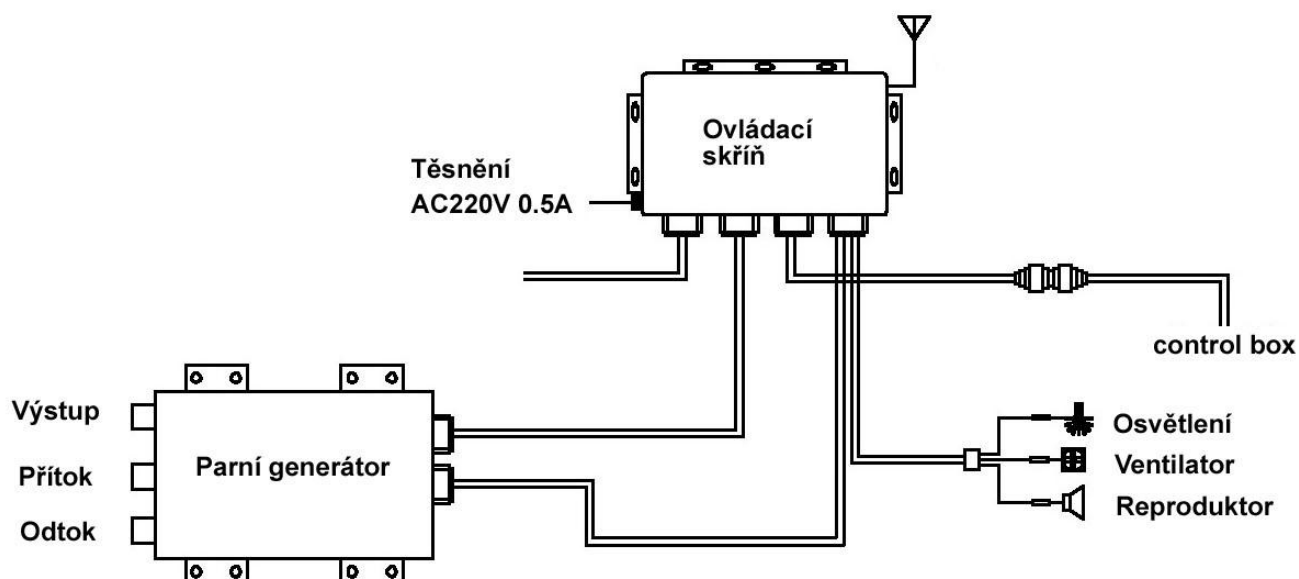 Ovládací
skříň
Těsnění
AC220V 0.5A
control box
Výstup
Přítok
Odtok
Parní generátor
Osvětlení
Ventilator
Reproduktor